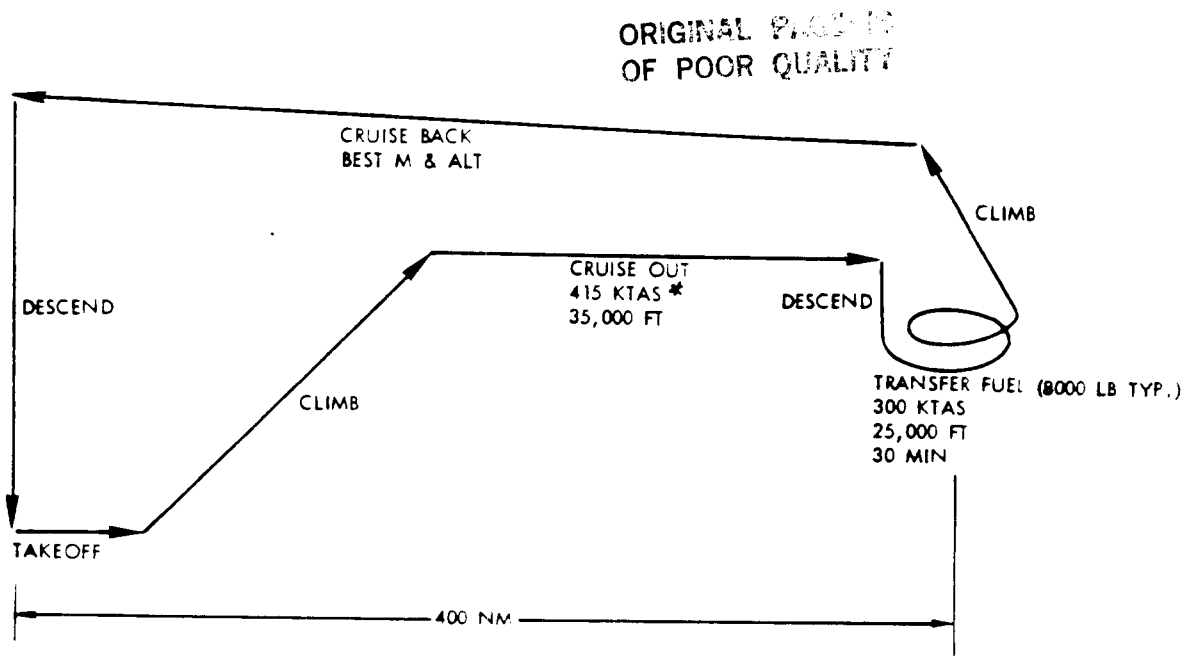 ORIGINAL
OF POOR QUALITY
CRUISE BACK
BEST M & ALT
CLIMB
DESCEND
CRUISE OUT
415 KTAS *
35,000 FT
DESCEND
CLIMB
TRANSFER FUEL (8000 LB TYP.)
300 KTAS
25,000 FT
30 MIN
TAKEOFF
400 NM